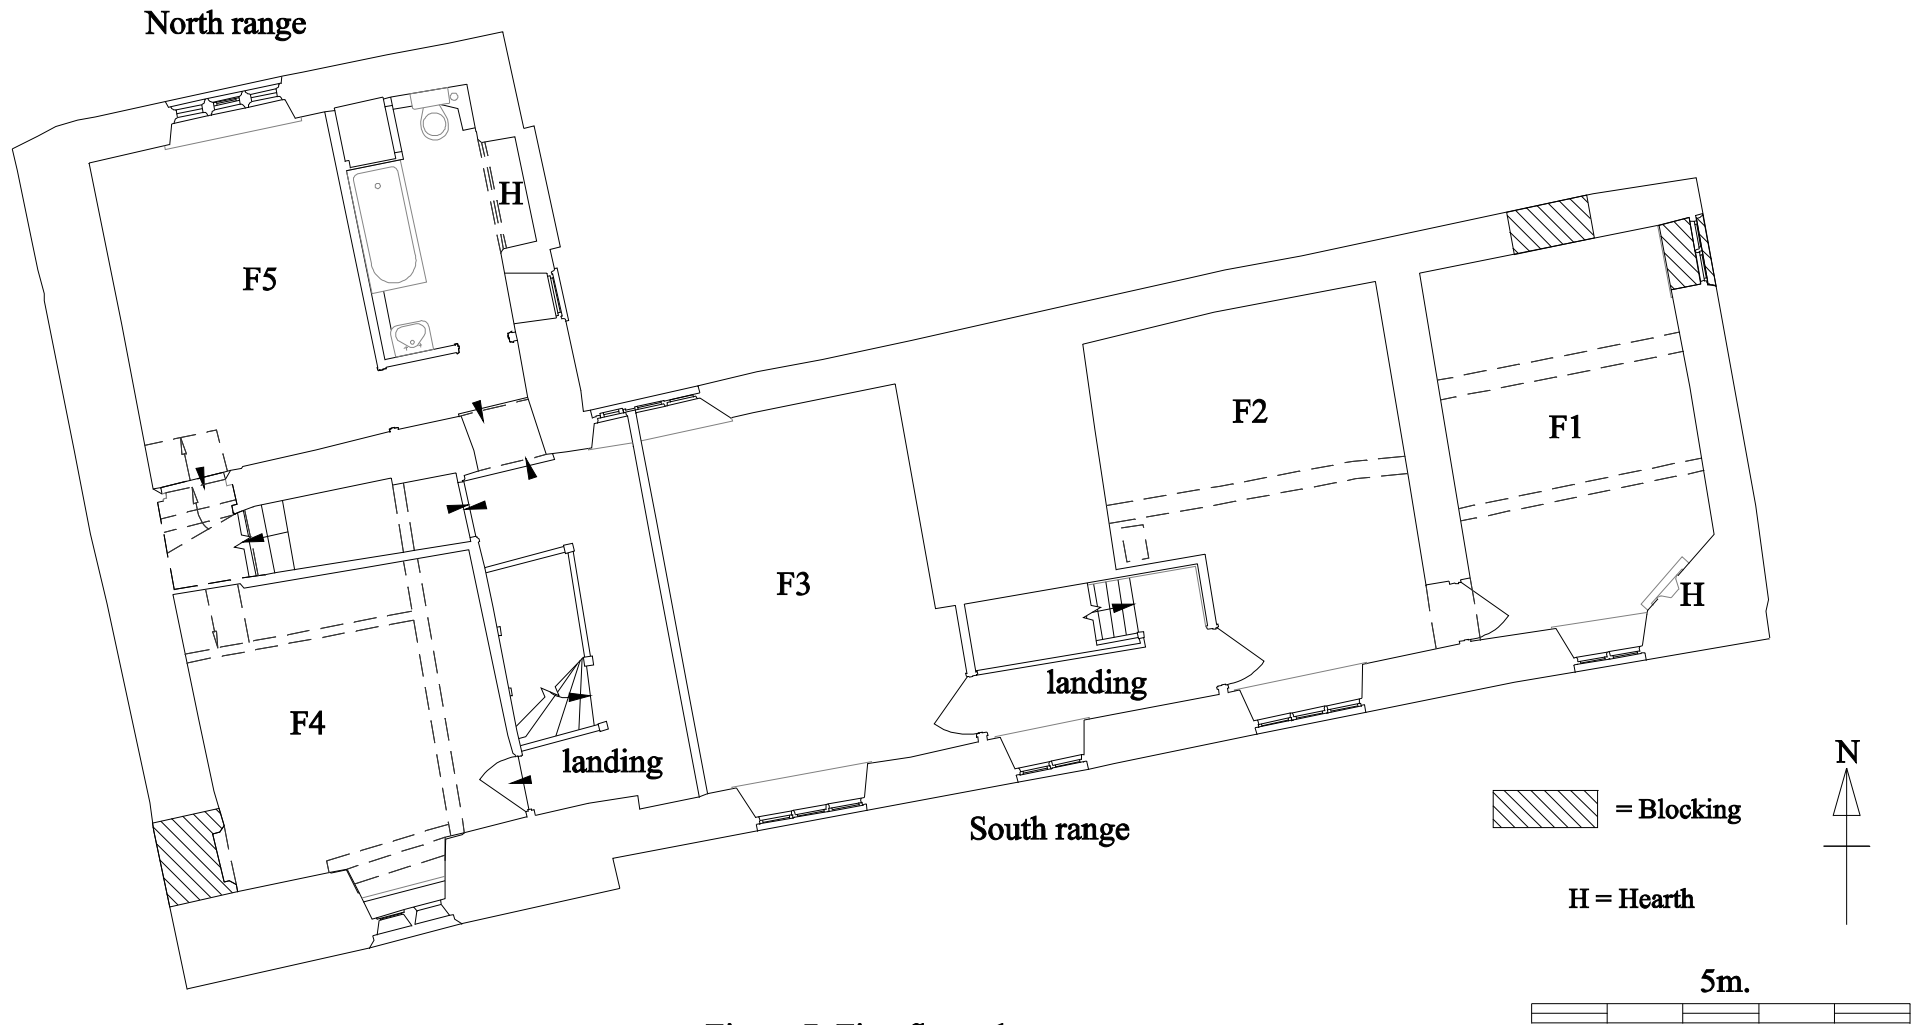 North range
H
F5
F2
F1
F3
H
landing
F4
landing
N
= Blocking
South range
H = Hearth
5m.